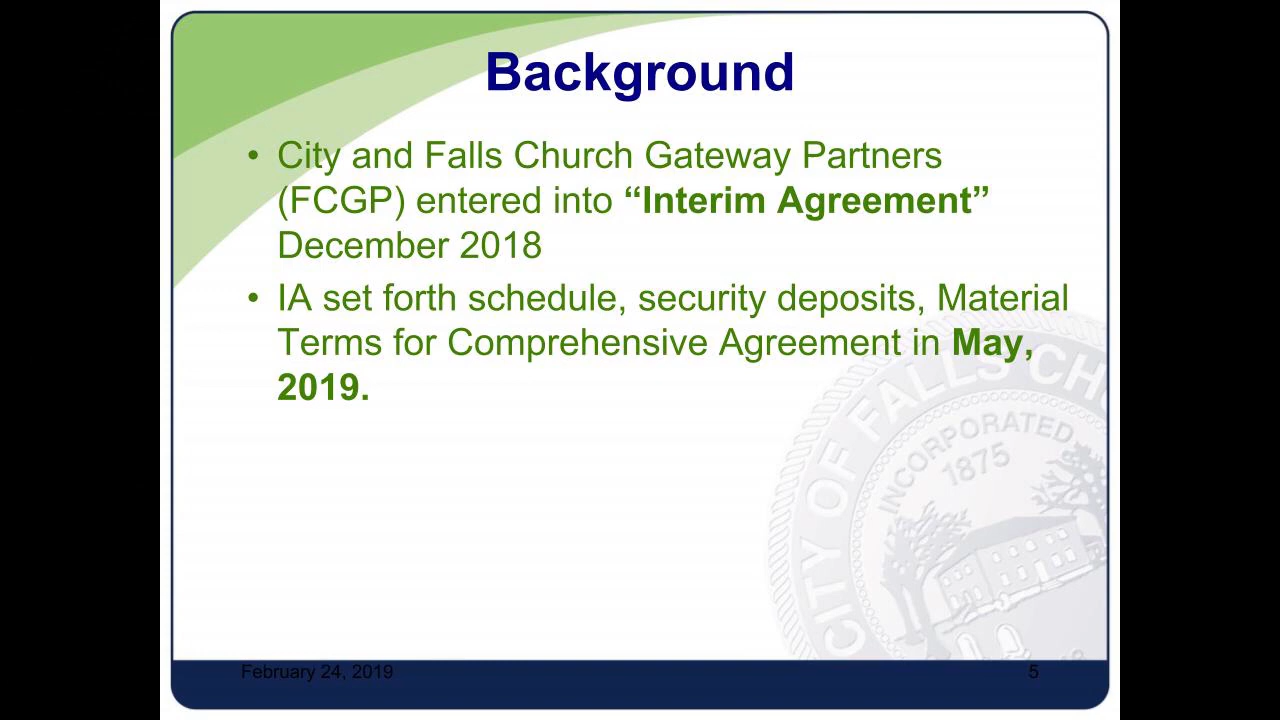 Background
• City and Falls Church Gateway Partners
(FCGP) entered into “Interim Agreement”
December 2018
• IA set forth schedule, security deposits, Material
Terms for Comprehensive Agreement in May,
2019.
CITY OF FALLS CH
INCORPORATED
1875
February 24, 2019
5